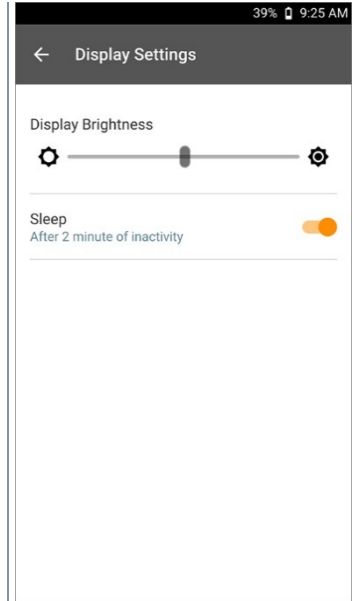 39% 9:25 AM
Display Settings
Display Brightness
Sleep
After 2 minute of inactivity